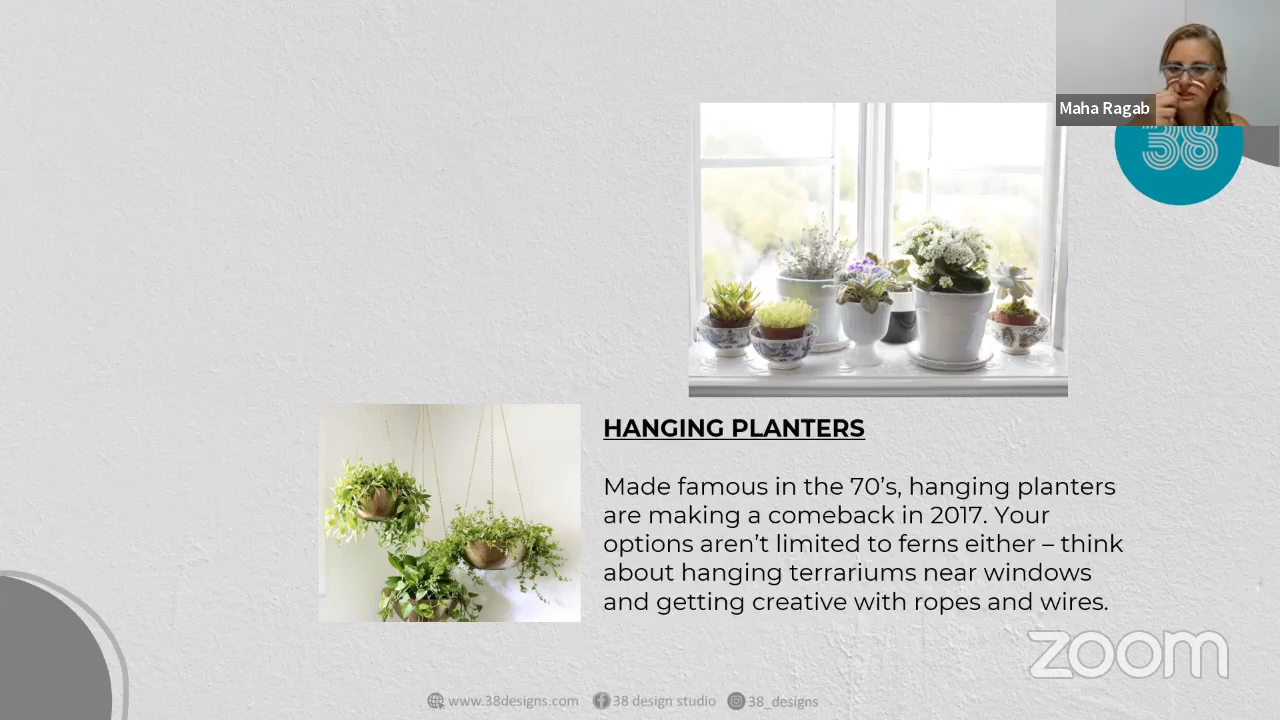 Maha Ragab
38
HANGING PLANTERS
Made famous in the 70’s, hanging planters
are making a comeback in 2017. Your
options aren’t limited to ferns either – think
about hanging terrariums near windows
and getting creative with ropes and wires.
zoom
www.38designs.com 38 design studio 38_designs